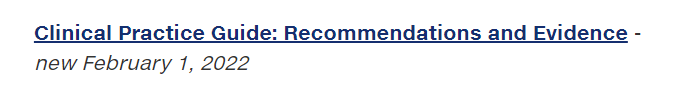 Clinical Practice Guide: Recommendations and Evidence -
new February 1, 2022